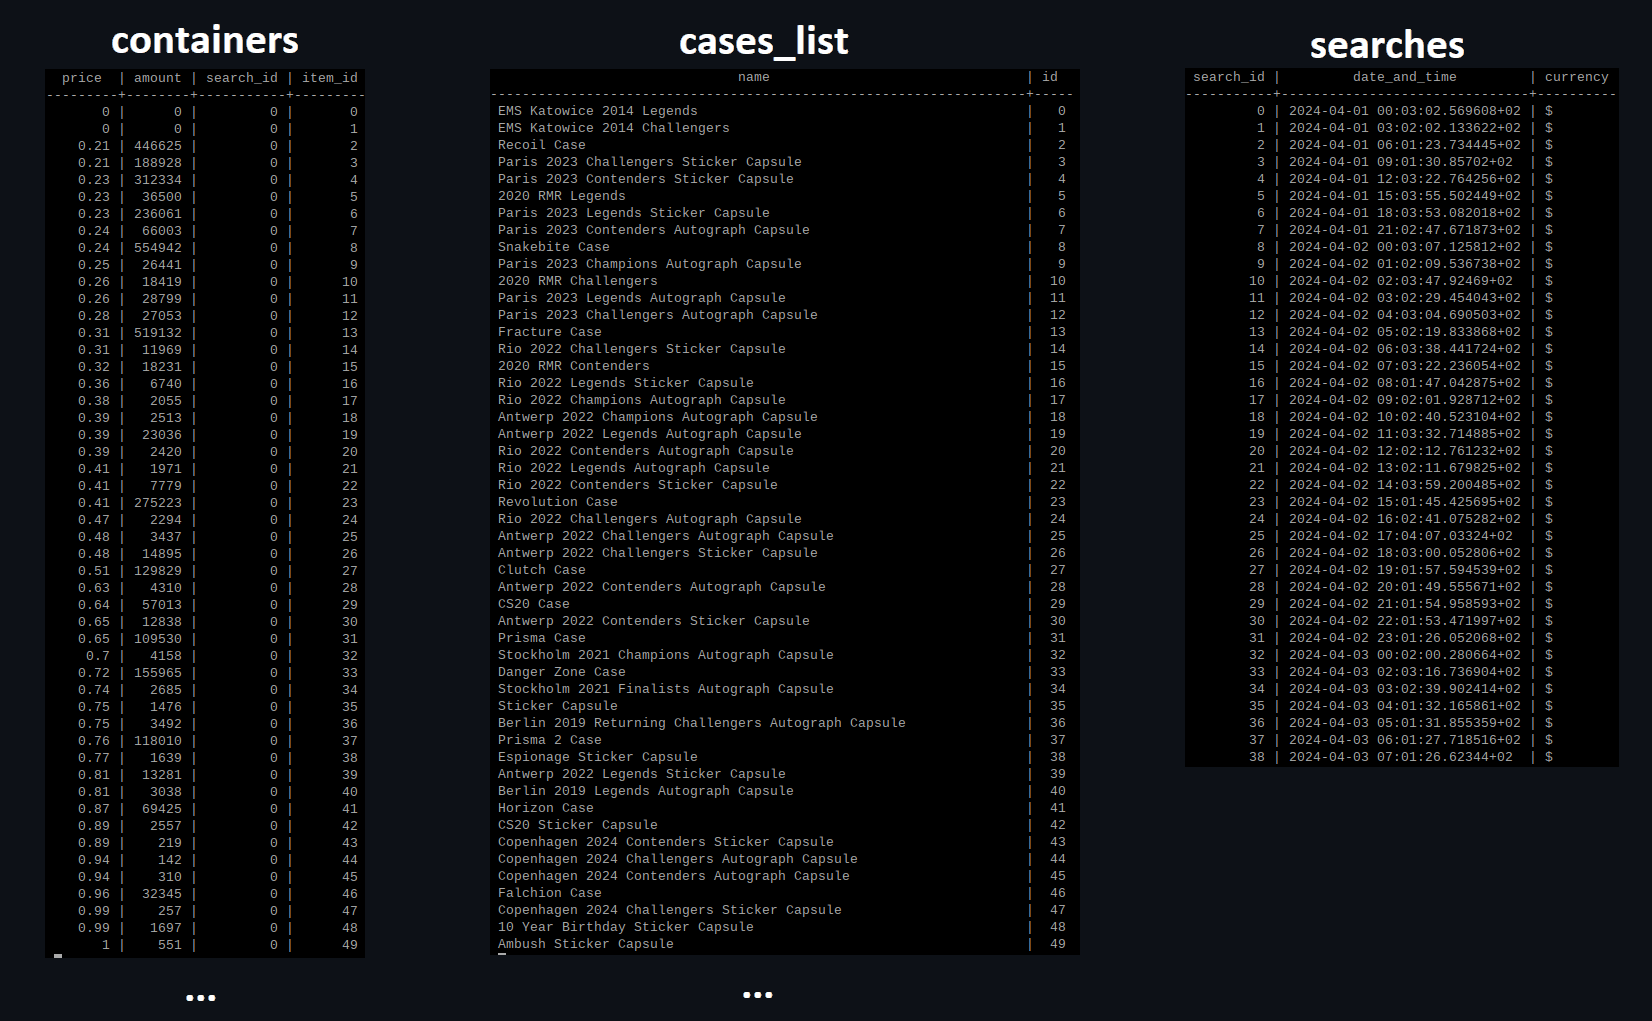 containers
price | amount | search_id | item_id
---------+--------+-----------+---------
0 | 0 | 0 | 0
0 | 0 | 0 | 1
0.21 | 446625 | 0 | 2
0.21 | 188928 | 0 | 3
0.23 | 312334 | 0 | 4
0.23 | 36500 | 0 | 5
0.23 | 236061 | 0 | 6
0.24 | 66003 | 0 | 7
0.24 | 554942 | 0 | 8
0.25 | 26441 | 0 | 9
0.26 | 18419 | 0 | 10
0.26 | 28799 | 0 | 11
0.28 | 27053 | 0 | 12
0.31 | 519132 | 0 | 13
0.31 | 11969 | 0 | 14
0.32 | 18231 | 0 | 15
0.36 | 6740 | 0 | 16
0.38 | 2055 | 0 | 17
0.39 | 2513 | 0 | 18
0.39 | 23036 | 0 | 19
0.39 | 2420 | 0 | 20
0.41 | 1971 | 0 | 21
0.41 | 7779 | 0 | 22
0.41 | 275223 | 0 | 23
0.47 | 2294 | 0 | 24
0.48 | 3437 | 0 | 25
0.48 | 14895 | 0 | 26
0.51 | 129829 | 0 | 27
0.63 | 4310 | 0 | 28
0.64 | 57013 | 0 | 29
0.65 | 12838 | 0 | 30
0.65 | 109530 | 0 | 31
0.7 | 4158 | 0 | 32
0.72 | 155965 | 0 | 33
0.74 | 2685 | 0 | 34
0.75 | 1476 | 0 | 35
0.75 | 3492 | 0 | 36
0.76 | 118010 | 0 | 37
0.77 | 1639 | 0 | 38
0.81 | 13281 | 0 | 39
0.81 | 3038 | 0 | 40
0.87 | 69425 | 0 | 41
0.89 | 2557 | 0 | 42
0.89 | 219 | 0 | 43
0.94 | 142 | 0 | 44
0.94 | 310 | 0 | 45
0.96 | 32345 | 0 | 46
0.99 | 257 | 0 | 47
0.99 | 1697 | 0 | 48
1 | 551 | 0 | 49
...
cases_list
name | id
----------------------------------------------------------------------+-----
EMS Katowice 2014 Legends | 0
EMS Katowice 2014 Challengers | 1
Recoil Case | 2
Paris 2023 Challengers Sticker Capsule | 3
Paris 2023 Contenders Sticker Capsule | 4
2020 RMR Legends | 5
Paris 2023 Legends Sticker Capsule | 6
Paris 2023 Contenders Autograph Capsule | 7
Snakebite Case | 8
Paris 2023 Champions Autograph Capsule | 9
2020 RMR Challengers | 10
Paris 2023 Legends Autograph Capsule | 11
Paris 2023 Challengers Autograph Capsule | 12
Fracture Case | 13
Rio 2022 Challengers Sticker Capsule | 14
2020 RMR Contenders | 15
Rio 2022 Legends Sticker Capsule | 16
Rio 2022 Champions Autograph Capsule | 17
Antwerp 2022 Champions Autograph Capsule | 18
Antwerp 2022 Legends Autograph Capsule | 19
Rio 2022 Contenders Autograph Capsule | 20
Rio 2022 Legends Autograph Capsule | 21
Rio 2022 Contenders Sticker Capsule | 22
Revolution Case | 23
Rio 2022 Challengers Autograph Capsule | 24
Antwerp 2022 Challengers Autograph Capsule | 25
Antwerp 2022 Challengers Sticker Capsule | 26
Clutch Case | 27
Antwerp 2022 Contenders Autograph Capsule | 28
CS20 Case | 29
Antwerp 2022 Contenders Sticker Capsule | 30
Prisma Case | 31
Stockholm 2021 Champions Autograph Capsule | 32
Danger Zone Case | 33
Stockholm 2021 Finalists Autograph Capsule | 34
Sticker Capsule | 35
Berlin 2019 Returning Challengers Autograph Capsule | 36
Prisma 2 Case | 37
Espionage Sticker Capsule | 38
Antwerp 2022 Legends Sticker Capsule | 39
Berlin 2019 Legends Autograph Capsule | 40
Horizon Case | 41
CS20 Sticker Capsule | 42
Copenhagen 2024 Contenders Sticker Capsule | 43
Copenhagen 2024 Challengers Autograph Capsule | 44
Copenhagen 2024 Contenders Autograph Capsule | 45
Falchion Case | 46
Copenhagen 2024 Challengers Sticker Capsule | 47
10 Year Birthday Sticker Capsule | 48
Ambush Sticker Capsule | 49
...
searches
search_id | date_and_time | currency
-----------+-------------------------------+----------
0 | 2024-04-01 00:03:02.569608+02 | $
1 | 2024-04-01 03:02:02.133622+02 | $
2 | 2024-04-01 06:01:23.734445+02 | $
3 | 2024-04-01 09:01:30.85702+02 | $
4 | 2024-04-01 12:03:22.764256+02 | $
5 | 2024-04-01 15:03:55.502449+02 | $
6 | 2024-04-01 18:03:53.082018+02 | $
7 | 2024-04-01 21:02:47.671873+02 | $
8 | 2024-04-02 00:03:07.125812+02 | $
9 | 2024-04-02 01:02:09.536738+02 | $
10 | 2024-04-02 02:03:47.92469+02 | $
11 | 2024-04-02 03:02:29.454043+02 | $
12 | 2024-04-02 04:03:04.690503+02 | $
13 | 2024-04-02 05:02:19.833868+02 | $
14 | 2024-04-02 06:03:38.441724+02 | $
15 | 2024-04-02 07:03:22.236054+02 | $
16 | 2024-04-02 08:01:47.042875+02 | $
17 | 2024-04-02 09:02:01.928712+02 | $
18 | 2024-04-02 10:02:40.523104+02 | $
19 | 2024-04-02 11:03:32.714885+02 | $
20 | 2024-04-02 12:02:12.761232+02 | $
21 | 2024-04-02 13:02:11.679825+02 | $
22 | 2024-04-02 14:03:59.200485+02 | $
23 | 2024-04-02 15:01:45.425695+02 | $
24 | 2024-04-02 16:02:41.075282+02 | $
25 | 2024-04-02 17:04:07.03324+02 | $
26 | 2024-04-02 18:03:00.052806+02 | $
27 | 2024-04-02 19:01:57.594539+02 | $
28 | 2024-04-02 20:01:49.555671+02 | $
29 | 2024-04-02 21:01:54.958593+02 | $
30 | 2024-04-02 22:01:53.471997+02 | $
31 | 2024-04-02 23:01:26.052068+02 | $
32 | 2024-04-03 00:02:00.280664+02 | $
33 | 2024-04-03 02:03:16.736904+02 | $
34 | 2024-04-03 03:02:39.902414+02 | $
35 | 2024-04-03 04:01:32.165861+02 | $
36 | 2024-04-03 05:01:31.855359+02 | $
37 | 2024-04-03 06:01:27.718516+02 | $
38 | 2024-04-03 07:01:26.62344+02 | $